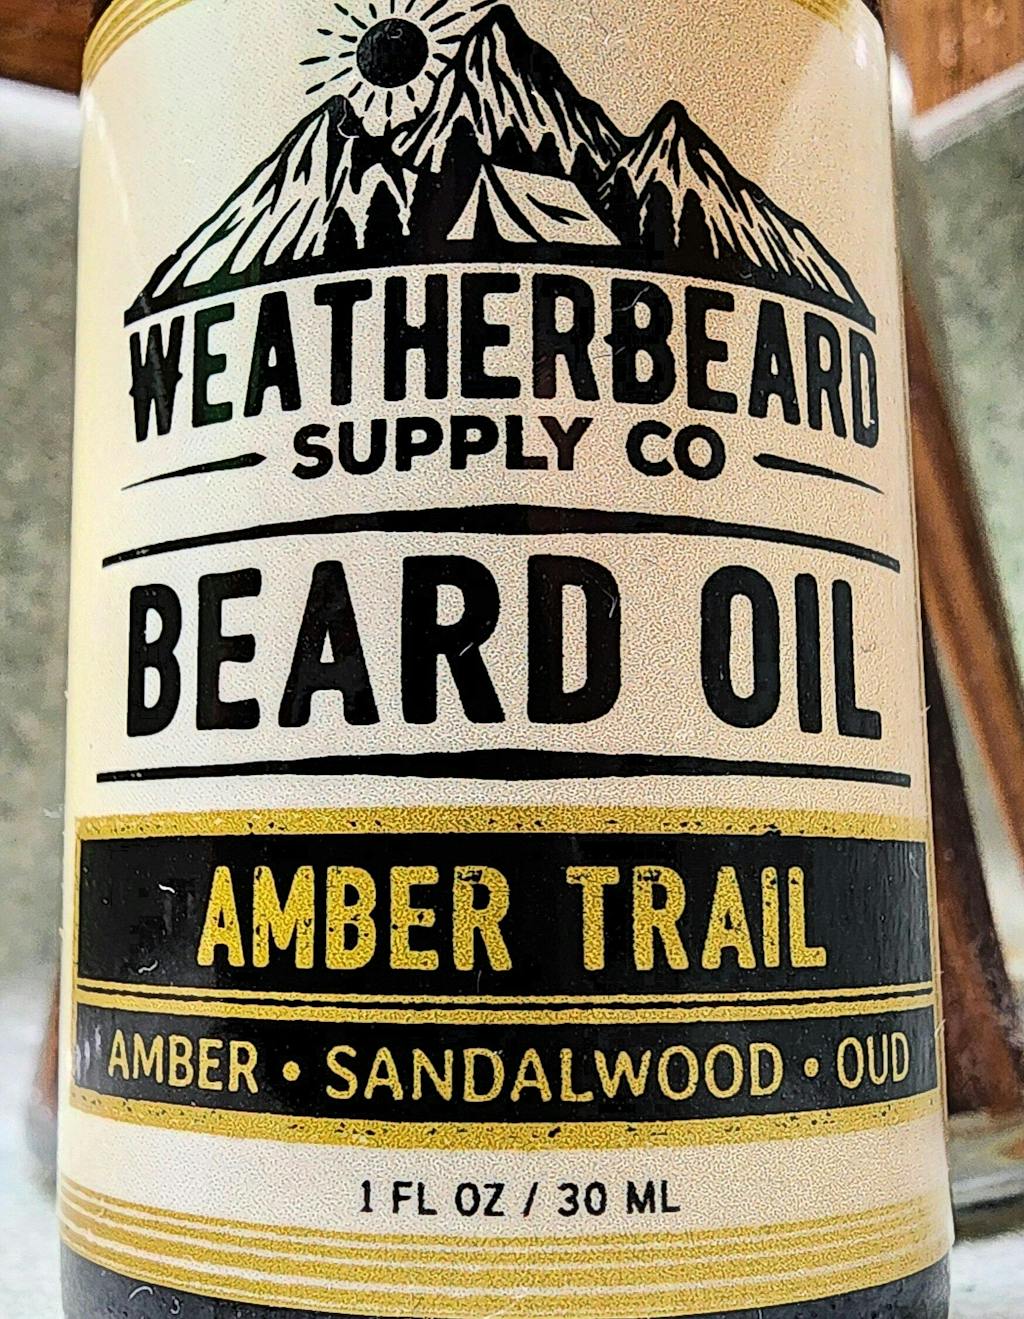 WEATHERBEARD
SUPPLY CO
BEARD OIL
AMBER TRAIL
AMBER • SANDALWOOD • OUD
1 FL OZ / 30 ML